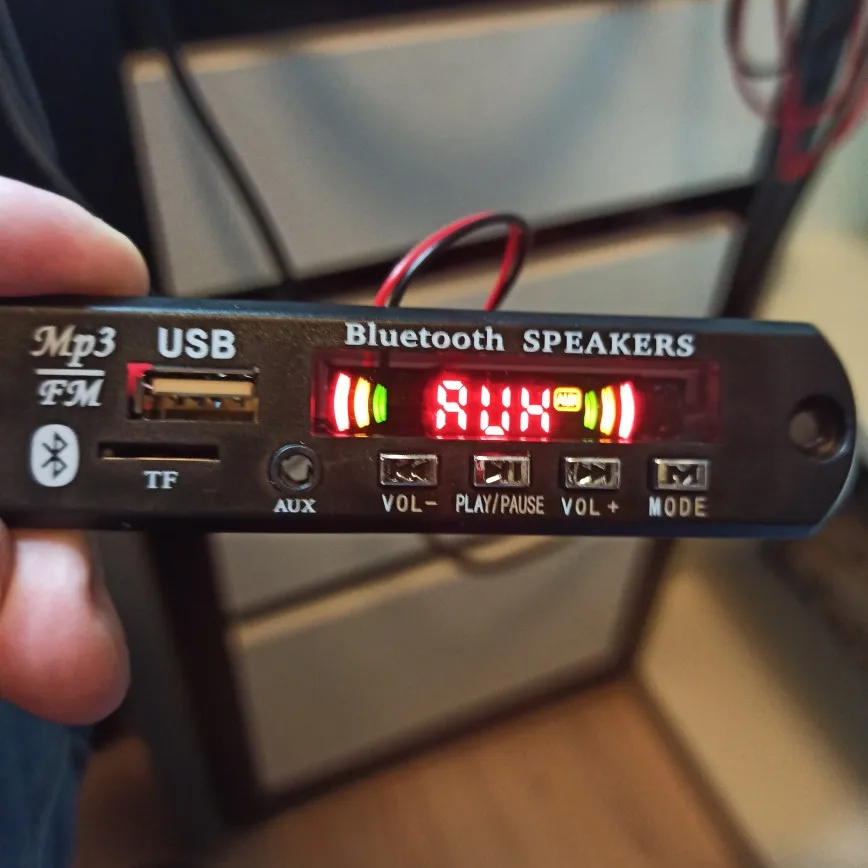 Mp3
FM
USB
TF
AUX
Bluetooth SPEAKERS
AUX
VOL-
PLAY/PAUSE
VOL+
MODE
M